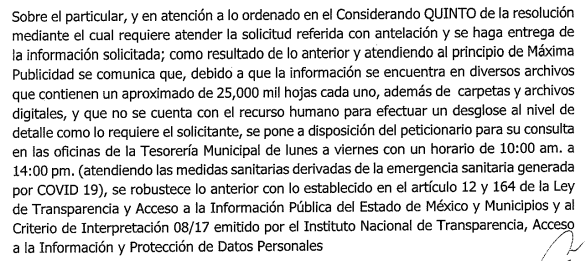 Sobre el particular, y en atención a lo ordenado en el Considerando QUINTO de la resolución
mediante el cual requiere atender la solicitud referida con antelación y se haga entrega de
la información solicitada; como resultado de lo anterior y atendiendo al principio de Máxima
Publicidad se comunica que, debido a que la información se encuentra en diversos archivos
que contienen un aproximado de 25,000 mil hojas cada uno, además de carpetas y archivos
digitales, y que no se cuenta con el recurso humano para efectuar un desglose al nivel de
detalle como lo requiere el solicitante, se pone a disposición del peticionario para su consulta
en las oficinas de la Tesorería Municipal de lunes a viernes con un horario de 10:00 am. a
14:00 pm. (atendiendo las medidas sanitarias derivadas de la emergencia sanitaria generada
por COVID 19), se robustece lo anterior con lo establecido en el artículo 12 y 164 de la Ley
de Transparencia y Acceso a la Información Pública del Estado de México y Municipios y al
Criterio de Interpretación 08/17 emitido por el Instituto Nacional de Transparencia, Acceso
a la Información y Protección de Datos Personales